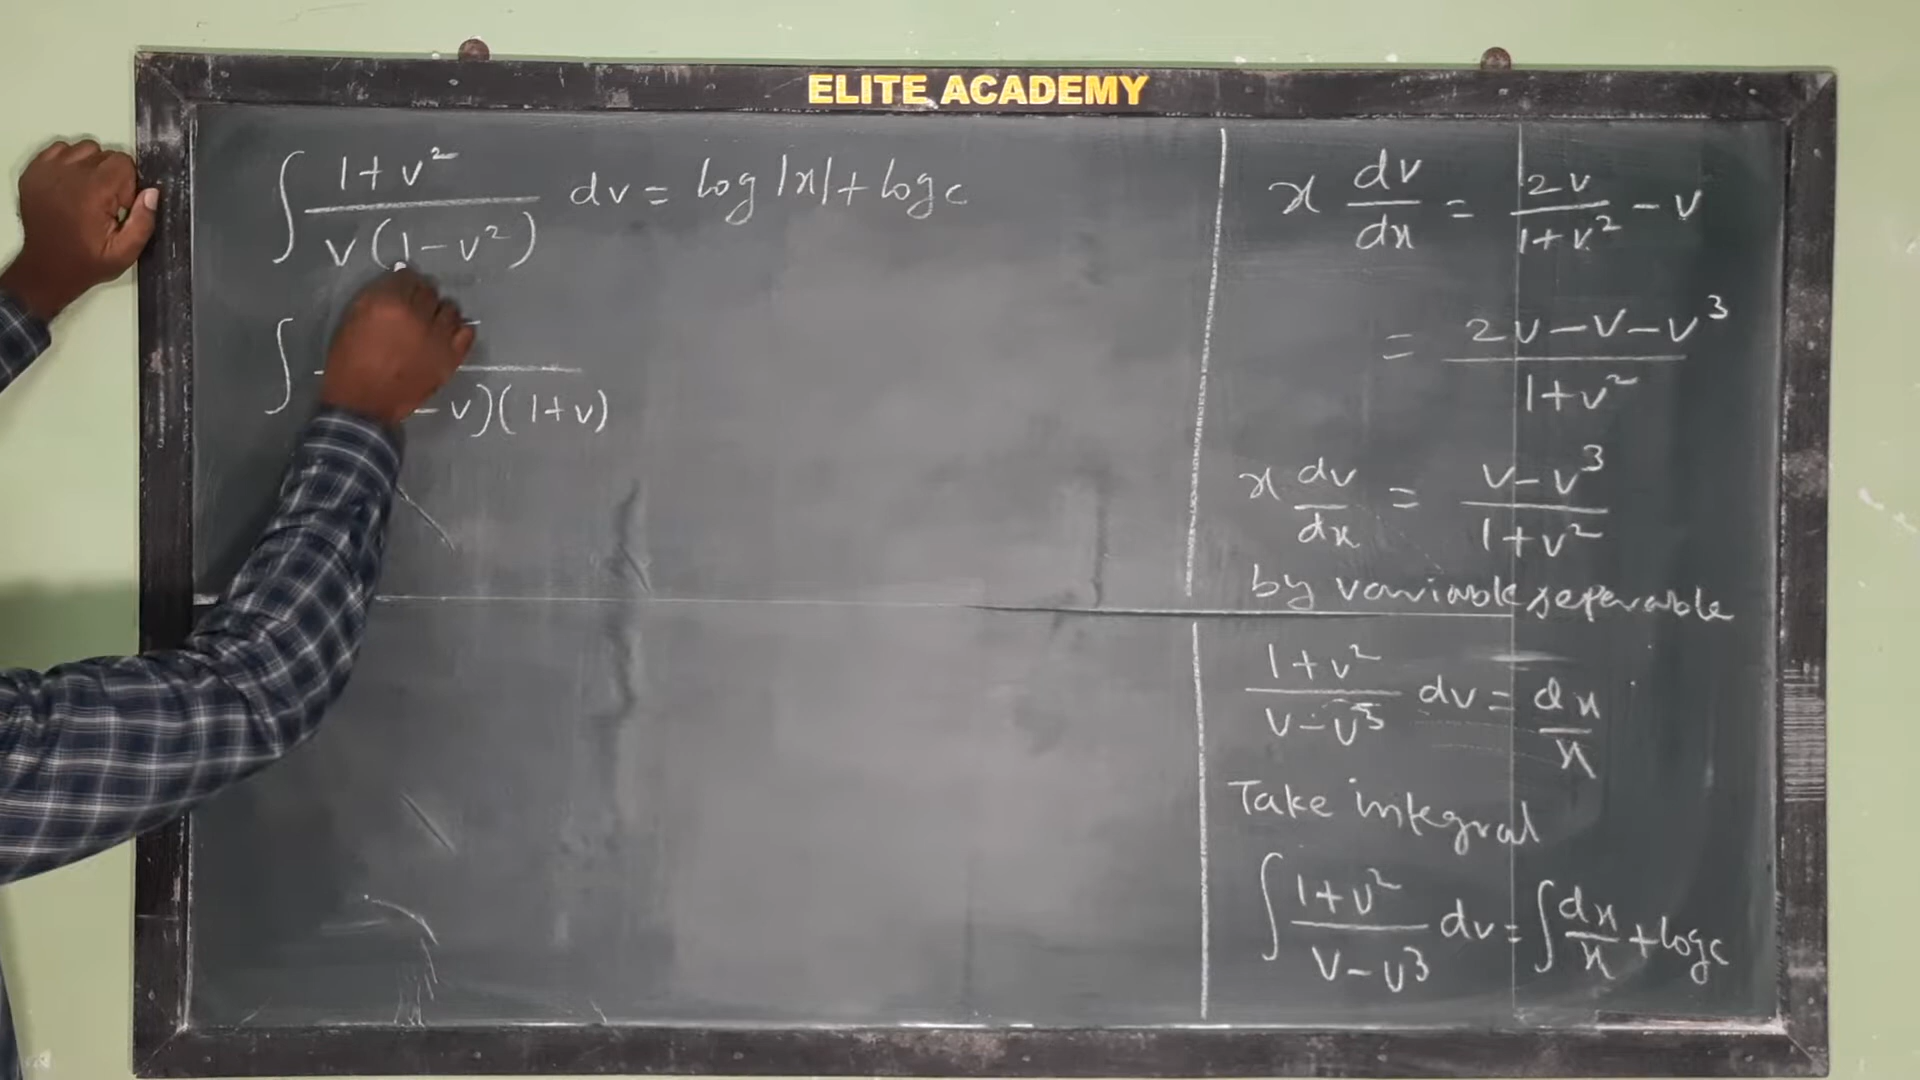 ELITE ACADEMY
∫ 1+v² / v(1-v²) dv = log|x| + log c
∫ -v)(1+v)
x dv/dx = 2v/1+v² - v
= 2v-v-v³ / 1+v²
x dv/dx = v-v³ / 1+v²
by variable separable
1+v² / v-v³ dv = dx/x
Take integral
∫ 1+v² / v-v³ dv = ∫ dx/x + log c